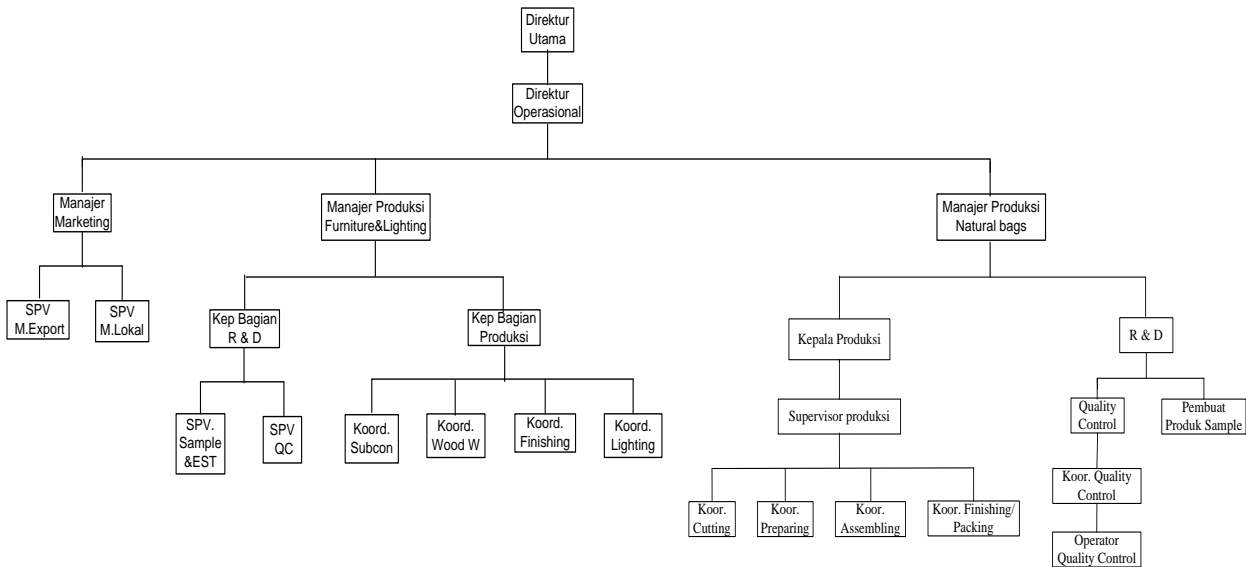 Direktur
Utama
Direktur
Operasional
Manajer
Marketing
Manajer Produksi
Furniture&Lighting
Manajer Produksi
Natural bags
SPV
M.Export
SPV
M.Lokal
Kep Bagian
R & D
Kep Bagian
Produksi
Kepala Produksi
R & D
SPV.
Sample
&EST
SPV
QC
Koord.
Subcon
Koord.
Wood W
Koord.
Finishing
Koord.
Lighting
Supervisor produksi
Quality
Control
Pembuat
Produk Sample
Koor.
Cutting
Koor.
Preparing
Koor.
Assembling
Koor. Finishing/
Packing
Koor. Quality
Control
Operator
Quality Control